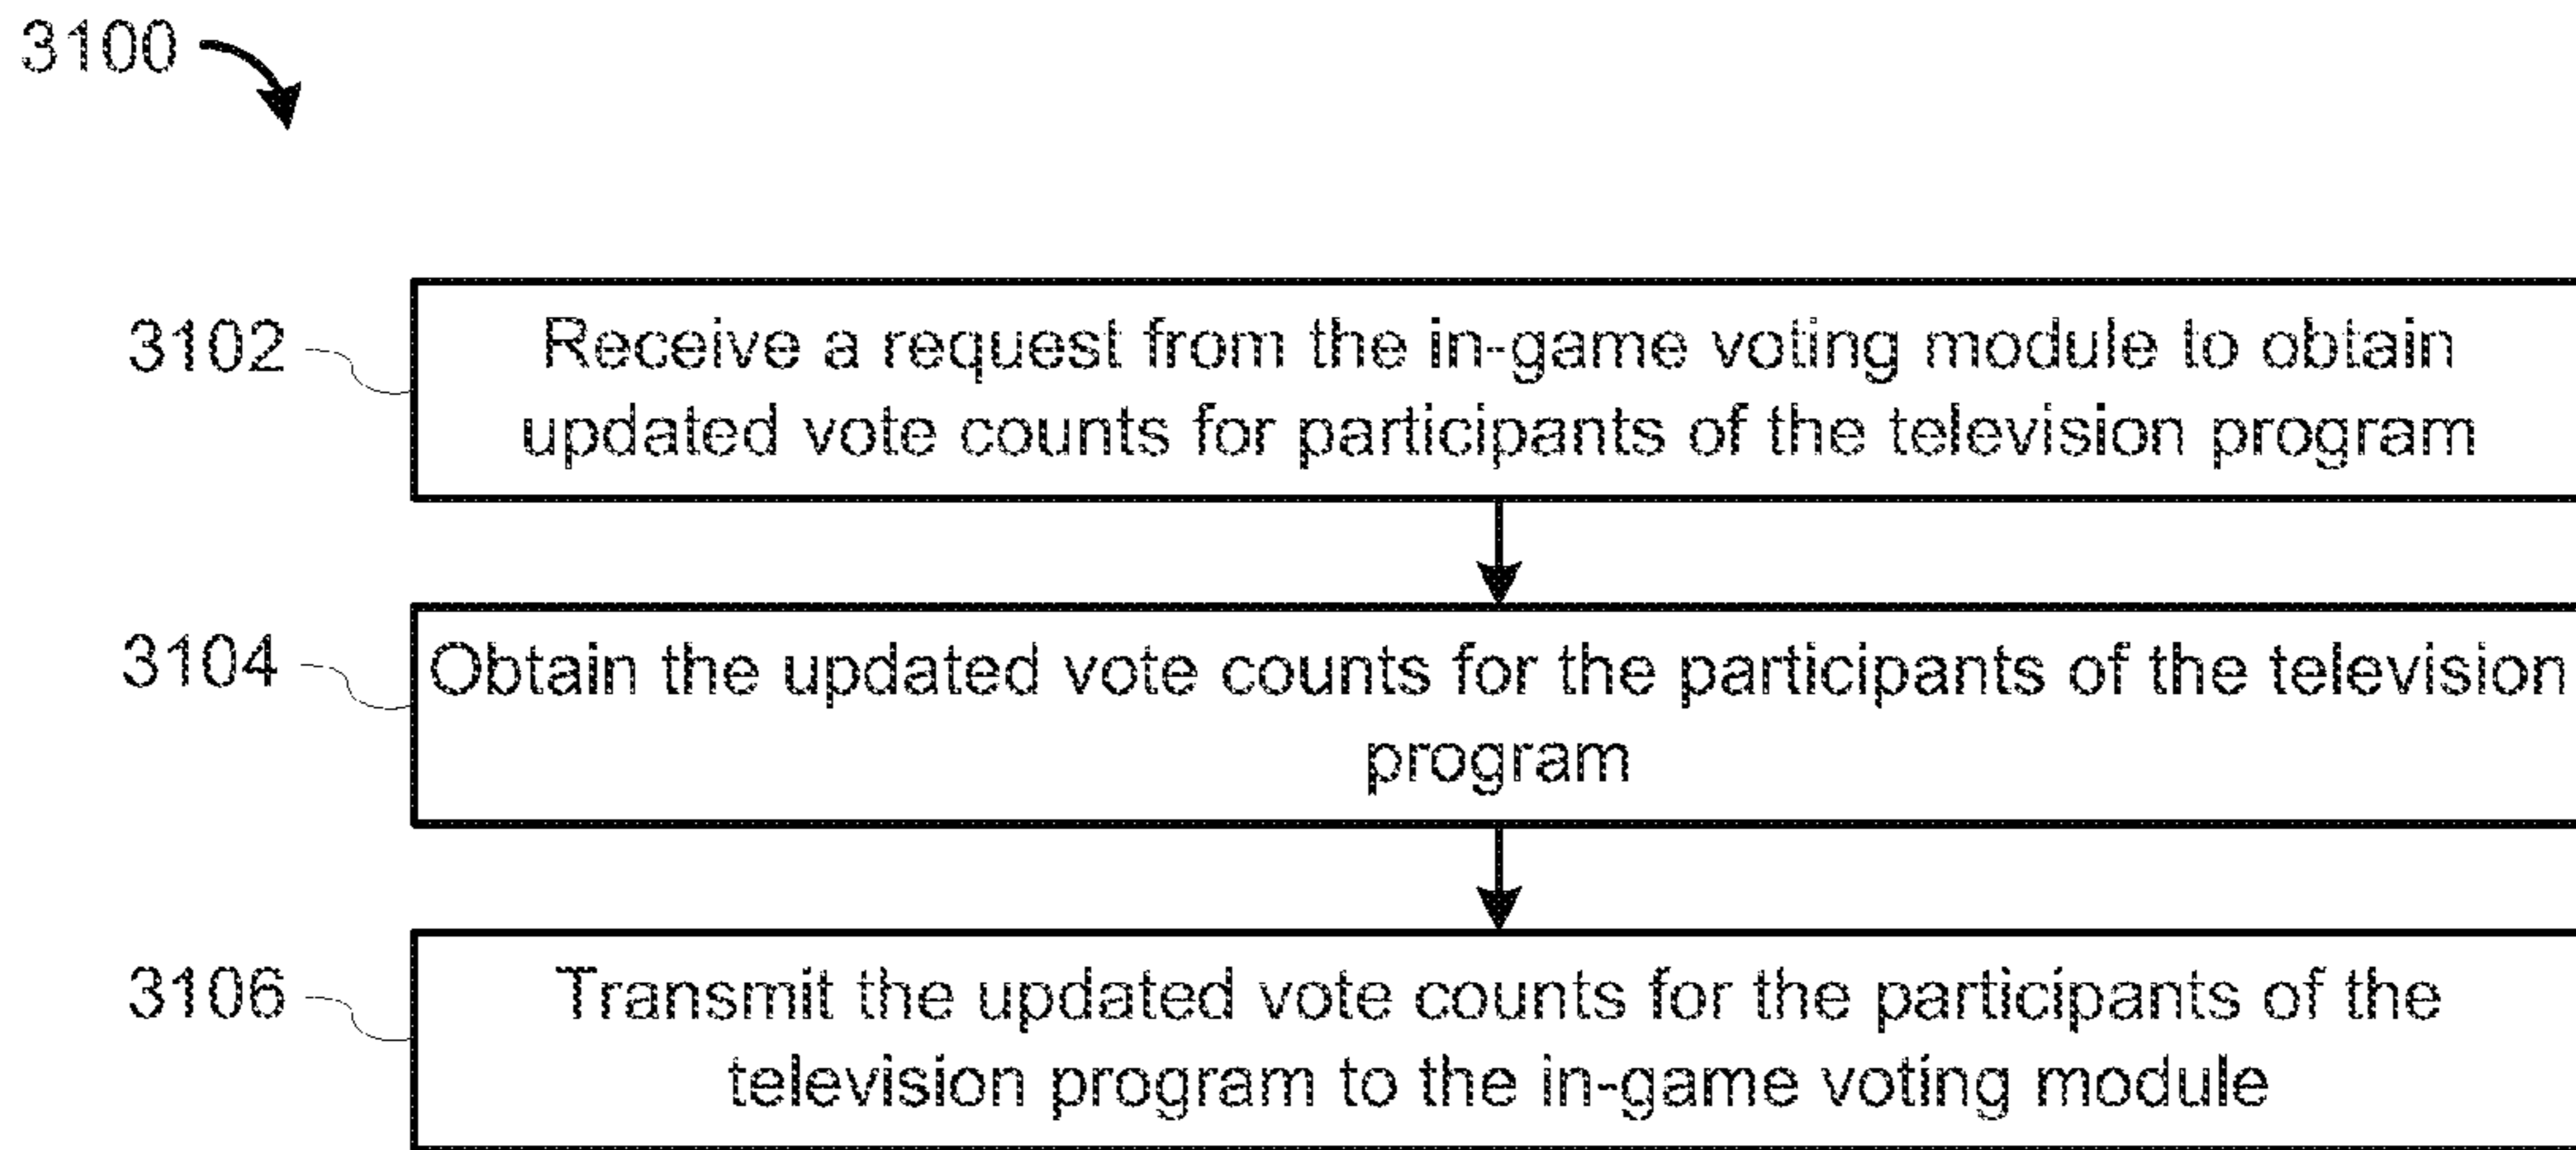 3100
3102
Receive a request from the in-game voting module to obtain
updated vote counts for participants of the television program
3104
Obtain the updated vote counts for the participants of the television
program
3106
Transmit the updated vote counts for the participants of the
television program to the in-game voting module